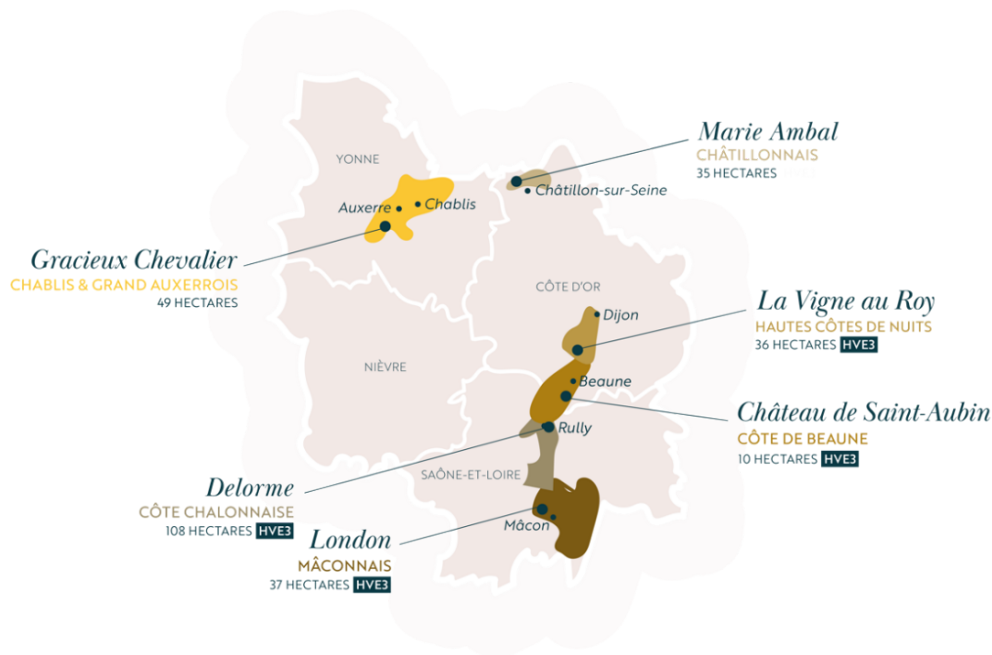 Marie Ambal
CHÂTILLONNAIS
35 HECTARES
YONNE
Châtillon-sur-Seine
Auxerre
Chablis
Gracieux Chevalier
CHABLIS & GRAND AUXERROIS
49 HECTARES
CÔTE D'OR
La Vigne au Roy
HAUTES CÔTES DE NUITS
36 HECTARES HVE3
Dijon
NIÈVRE
Beaune
Château de Saint-Aubin
CÔTE DE BEAUNE
10 HECTARES HVE3
Rully
SAÔNE-ET-LOIRE
Delorme
CÔTE CHALONNAISE
108 HECTARES HVE3
Mâcon
London
MÂCONNAIS
37 HECTARES HVE3